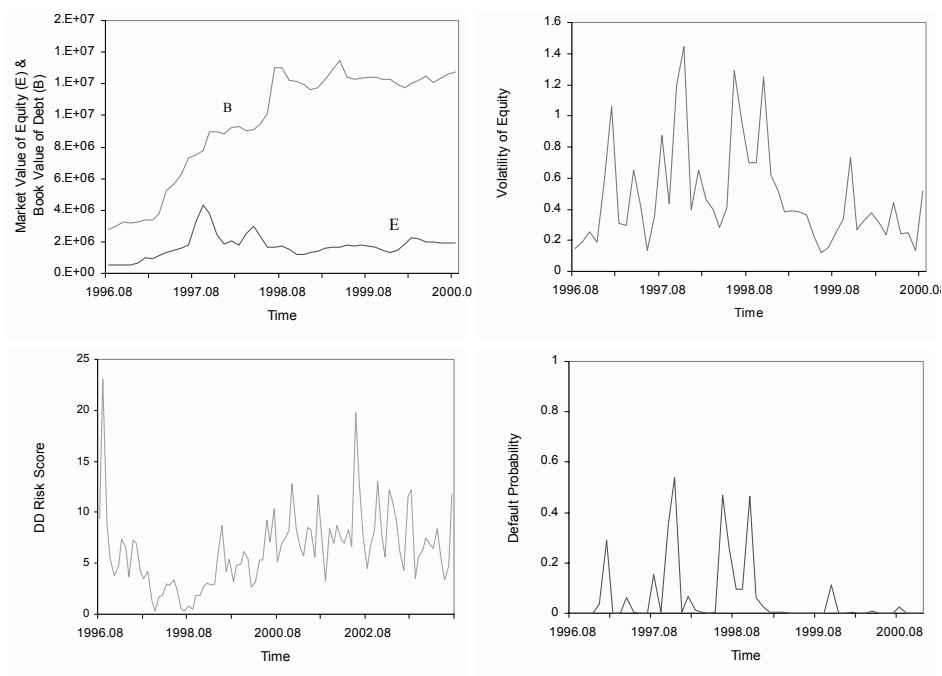 Market Value of Equity (E) &
Book Value of Debt (B)
2.E+07
1.E+07
1.E+07
1.E+07
8.E+06
6.E+06
4.E+06
2.E+06
0.E+00
B
E
1996.08 1997.08 1998.08 1999.08 2000.0
Time
Volatility of Equity
1.6
1.4
1.2
1
0.8
0.6
0.4
0.2
0
1996.08 1997.08 1998.08 1999.08 2000.0
Time
DD Risk Score
25
20
15
10
5
0
1996.08 1998.08 2000.08 2002.08
Time
Default Probability
1
0.8
0.6
0.4
0.2
0
1996.08 1997.08 1998.08 1999.08 2000.08
Time